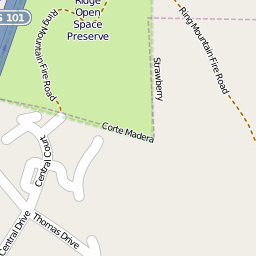 S 101
Ridge
Open
Space
Preserve
Ring Mountain Fire Road
Strawberry
Ring Mountain Fire Road
Corte Madera
Central Court
Central Drive
Thomas Drive